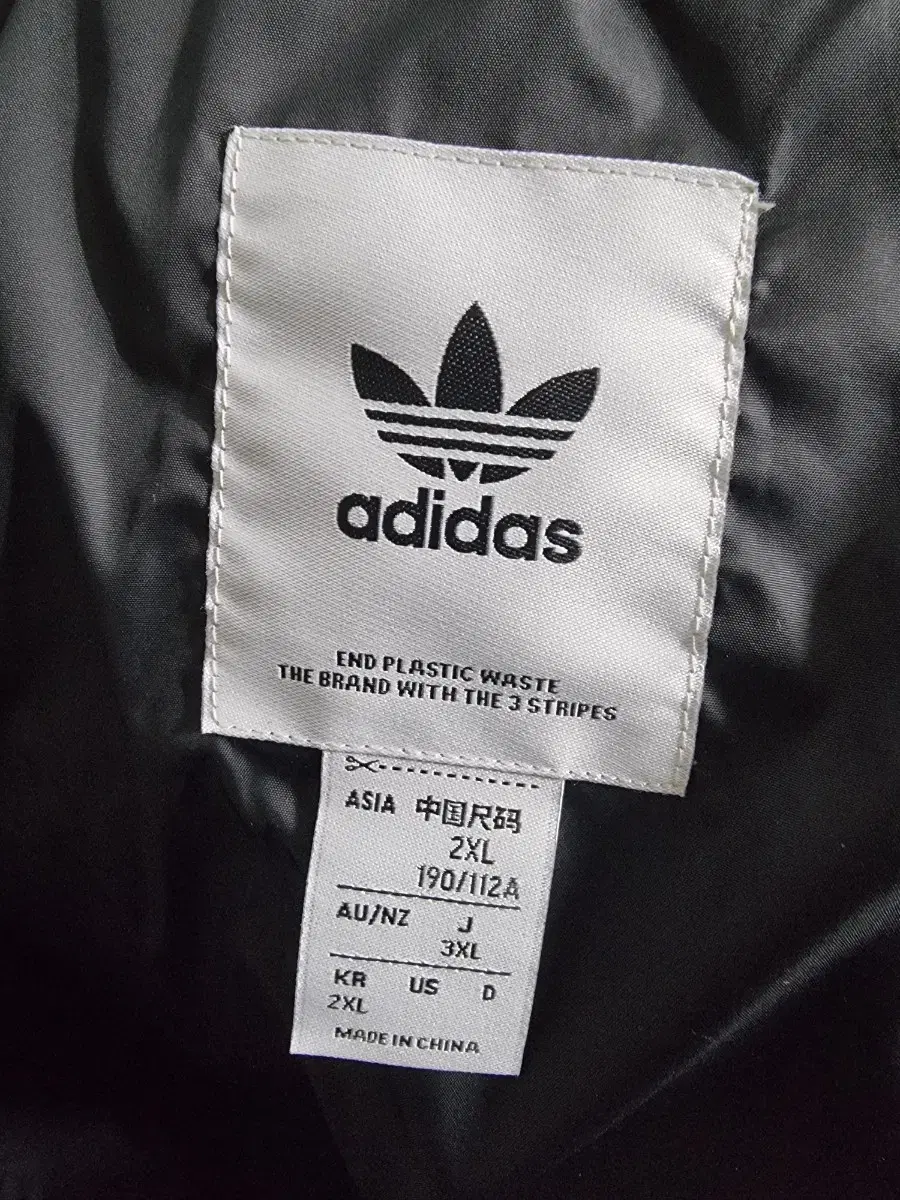 adidas
END PLASTIC WASTE
THE BRAND WITH THE 3 STRIPES
ASIA 中国尺码
2XL
190/112A
AU/NZ J
3XL
KR US D
2XL
MADE IN CHINA